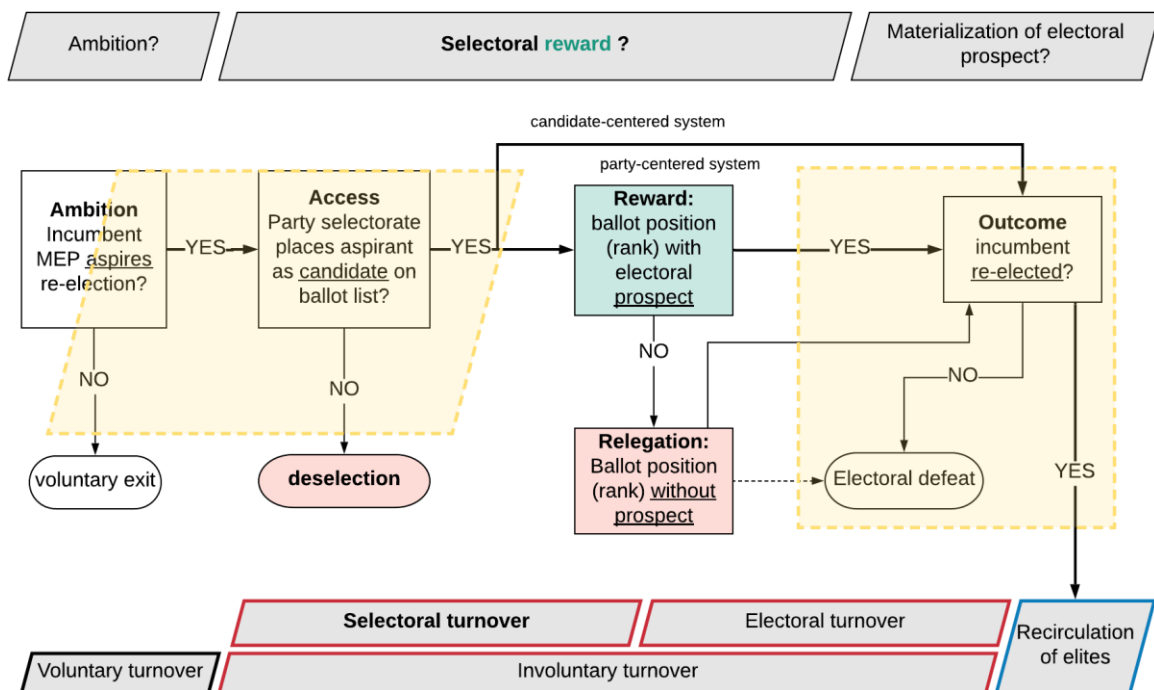 Ambition?
Selectoral reward ?
Materialization of electoral
prospect?
candidate-centered system
party-centered system
Ambition
Incumbent
MEP aspires
re-election?
YES
Access
Party selectorate
places aspirant
as candidate on
ballot list?
YES
Reward:
ballot position
(rank) with
electoral
prospect
YES
Outcome
incumbent
re-elected?
NO
NO
NO
NO
voluntary exit
deselection
Relegation:
Ballot position
(rank) without
prospect
Electoral defeat
YES
Selectoral turnover
Electoral turnover
Recirculation
of elites
Voluntary turnover
Involuntary turnover